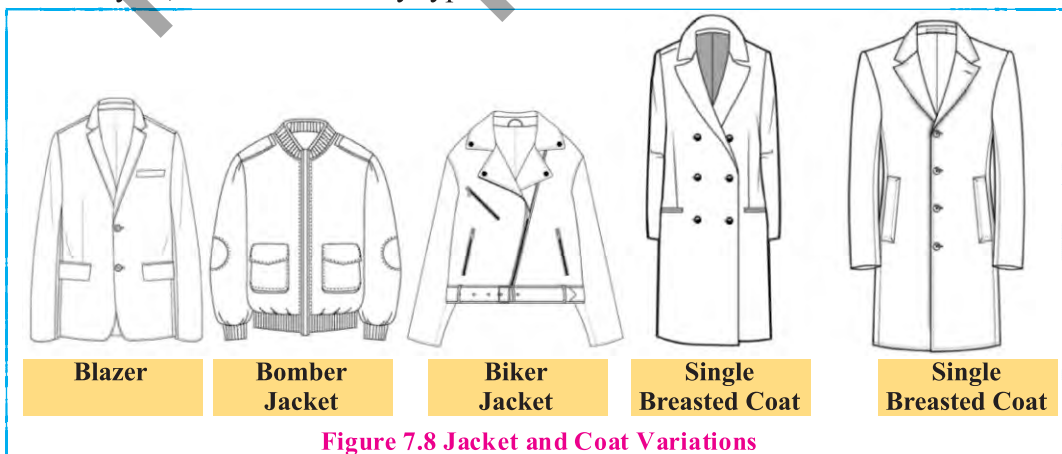 Blazer
Bomber
Jacket
Biker
Jacket
Single
Breasted Coat
Single
Breasted Coat
Figure 7.8 Jacket and Coat Variations